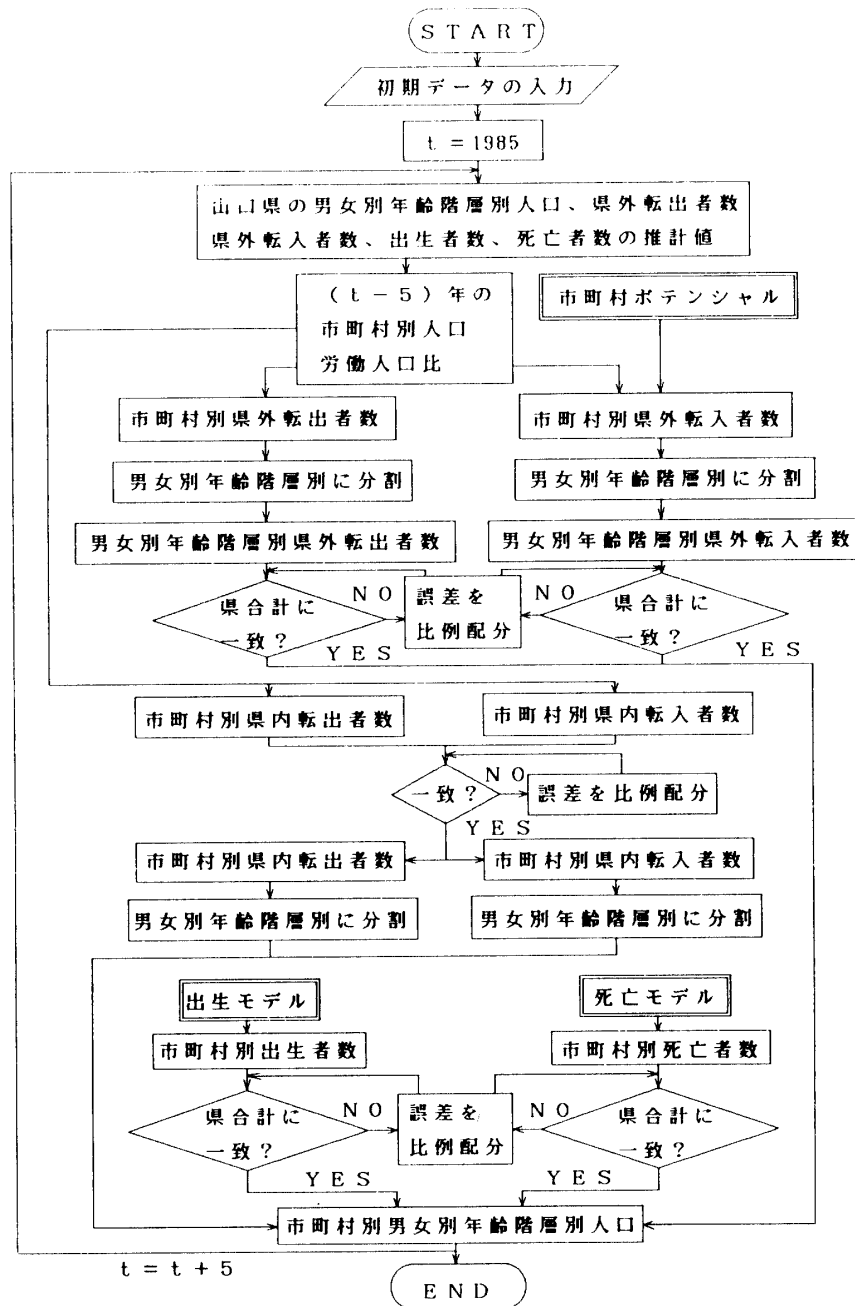 START
初期データの入力
t = 1985
山口県の男女別年齢階層別人口、県外転出者数
県外転入者数、出生者数、死亡者数の推計値
(t-5)年の
市町村別人口
労働人口比
市町村ポテンシャル
市町村別県外転出者数
市町村別県外転入者数
男女別年齢階層別に分割
男女別年齢階層別に分割
男女別年齢階層別県外転出者数
男女別年齢階層別県外転入者数
県合計に
一致?
NO
誤差を
比例配分
NO
県合計に
一致?
YES
YES
市町村別県内転出者数
市町村別県内転入者数
一致?
NO
誤差を比例配分
YES
市町村別県内転出者数
市町村別県内転入者数
男女別年齢階層別に分割
男女別年齢階層別に分割
出生モデル
死亡モデル
市町村別出生者数
市町村別死亡者数
県合計に
一致?
NO
誤差を
比例配分
NO
県合計に
一致?
YES
YES
市町村別男女別年齢階層別人口
t = t + 5
END